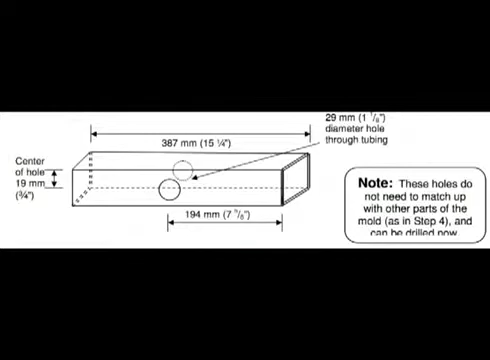 29 mm (1 1/8")
diameter hole
through tubing
387 mm (15 ¼")
Center
of hole
19 mm
(¾")
194 mm (7 5/8")
Note: These holes do
not need to match up
with other parts of the
mold (as in Step 4), and
can be drilled now.